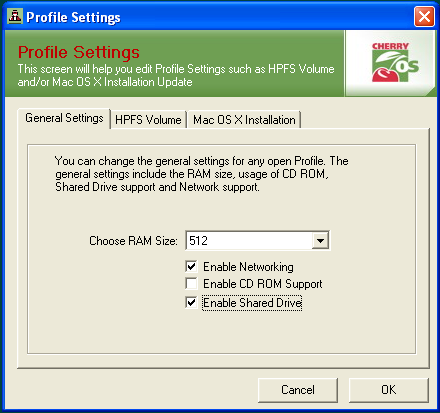 Profile Settings
Profile Settings
This screen will help you edit Profile Settings such as HPFS Volume
and/or Mac OS X Installation Update
CHERRY
OS
General Settings
HPFS Volume
Mac OS X Installation
You can change the general settings for any open Profile. The
general settings include the RAM size, usage of CD ROM,
Shared Drive support and Network support.
Choose RAM Size: 512
Enable Networking
Enable CD ROM Support
Enable Shared Drive
Cancel
OK